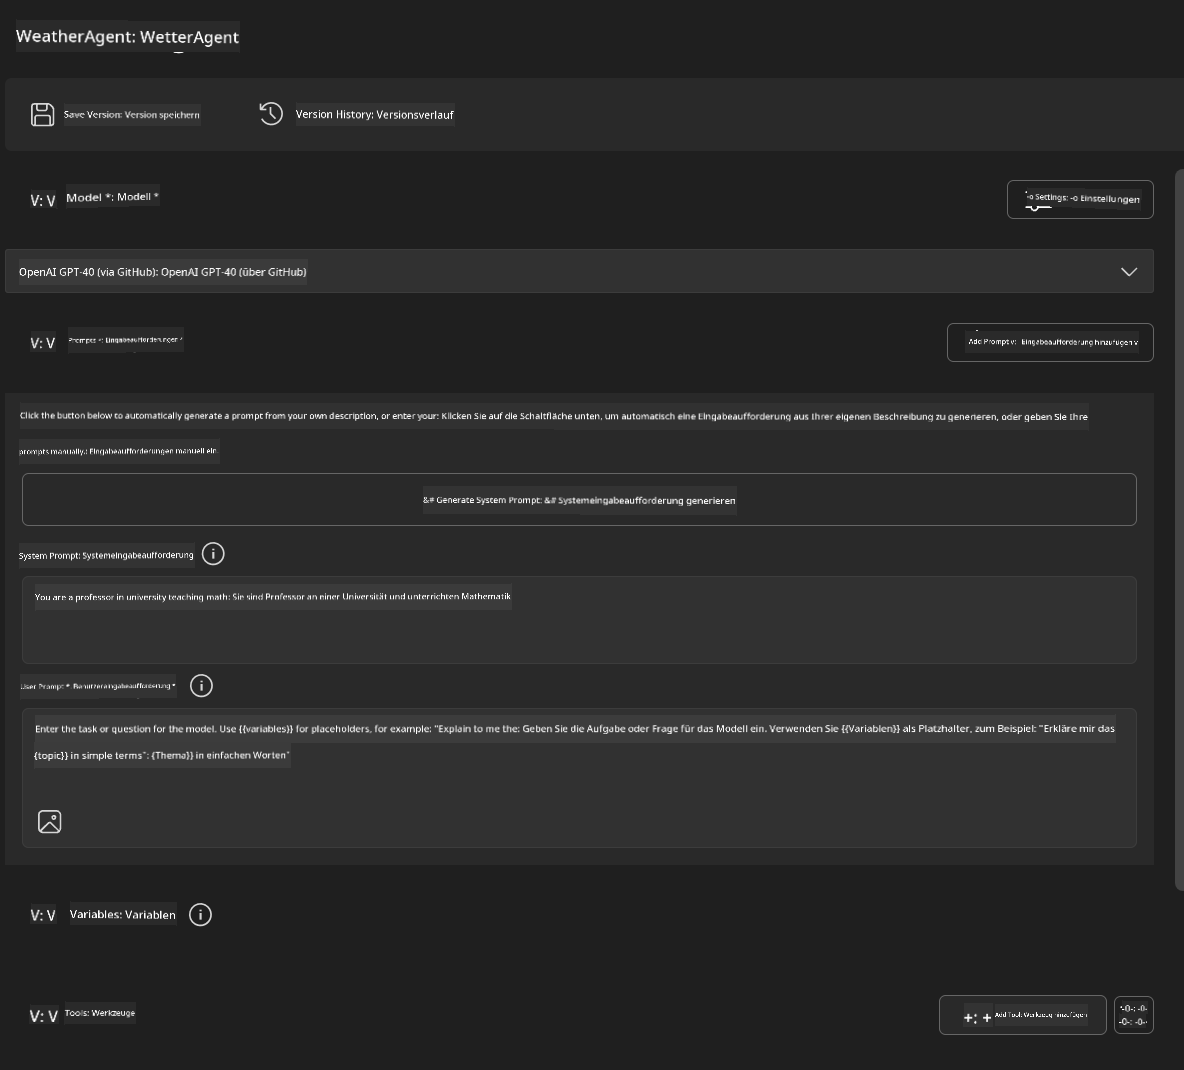 WeatherAgent: WetterAgent
Save Version: Version speichern
Version History: Versionsverlauf
V: V
Model *: Modell *
-o Settings: -o Einstellungen
OpenAI GPT-40 (via GitHub): OpenAI GPT-40 (über GitHub)
V: V
Prompts *: Eingabeaufforderungen *
Add Prompt v: Eingabeaufforderung hinzufügen v
Click the button below to automatically generate a prompt from your own description, or enter your: Klicken Sie auf die Schaltfläche unten, um automatisch eine Eingabeaufforderung aus Ihrer eigenen Beschreibung zu generieren, oder geben Sie Ihre
prompts manually.: Eingabeaufforderungen manuell ein.
&# Generate System Prompt: &# Systemeingabeaufforderung generieren
System Prompt: Systemeingabeaufforderung
You are a professor in university teaching math: Sie sind Professor an einer Universität und unterrichten Mathematik
User Prompt *: Benutzereingabeaufforderung *
Enter the task or question for the model. Use {{variables}} for placeholders, for example: "Explain to me the: Geben Sie die Aufgabe oder Frage für das Modell ein. Verwenden Sie {{Variablen}} als Platzhalter, zum Beispiel: "Erkläre mir das
{topic}} in simple terms": {Thema}} in einfachen Worten"
V: V
Variables: Variablen
V: V
Tools: Werkzeuge
+: +
Add Tool: Werkzeug hinzufügen
-0-: -0-
-0-: -0-